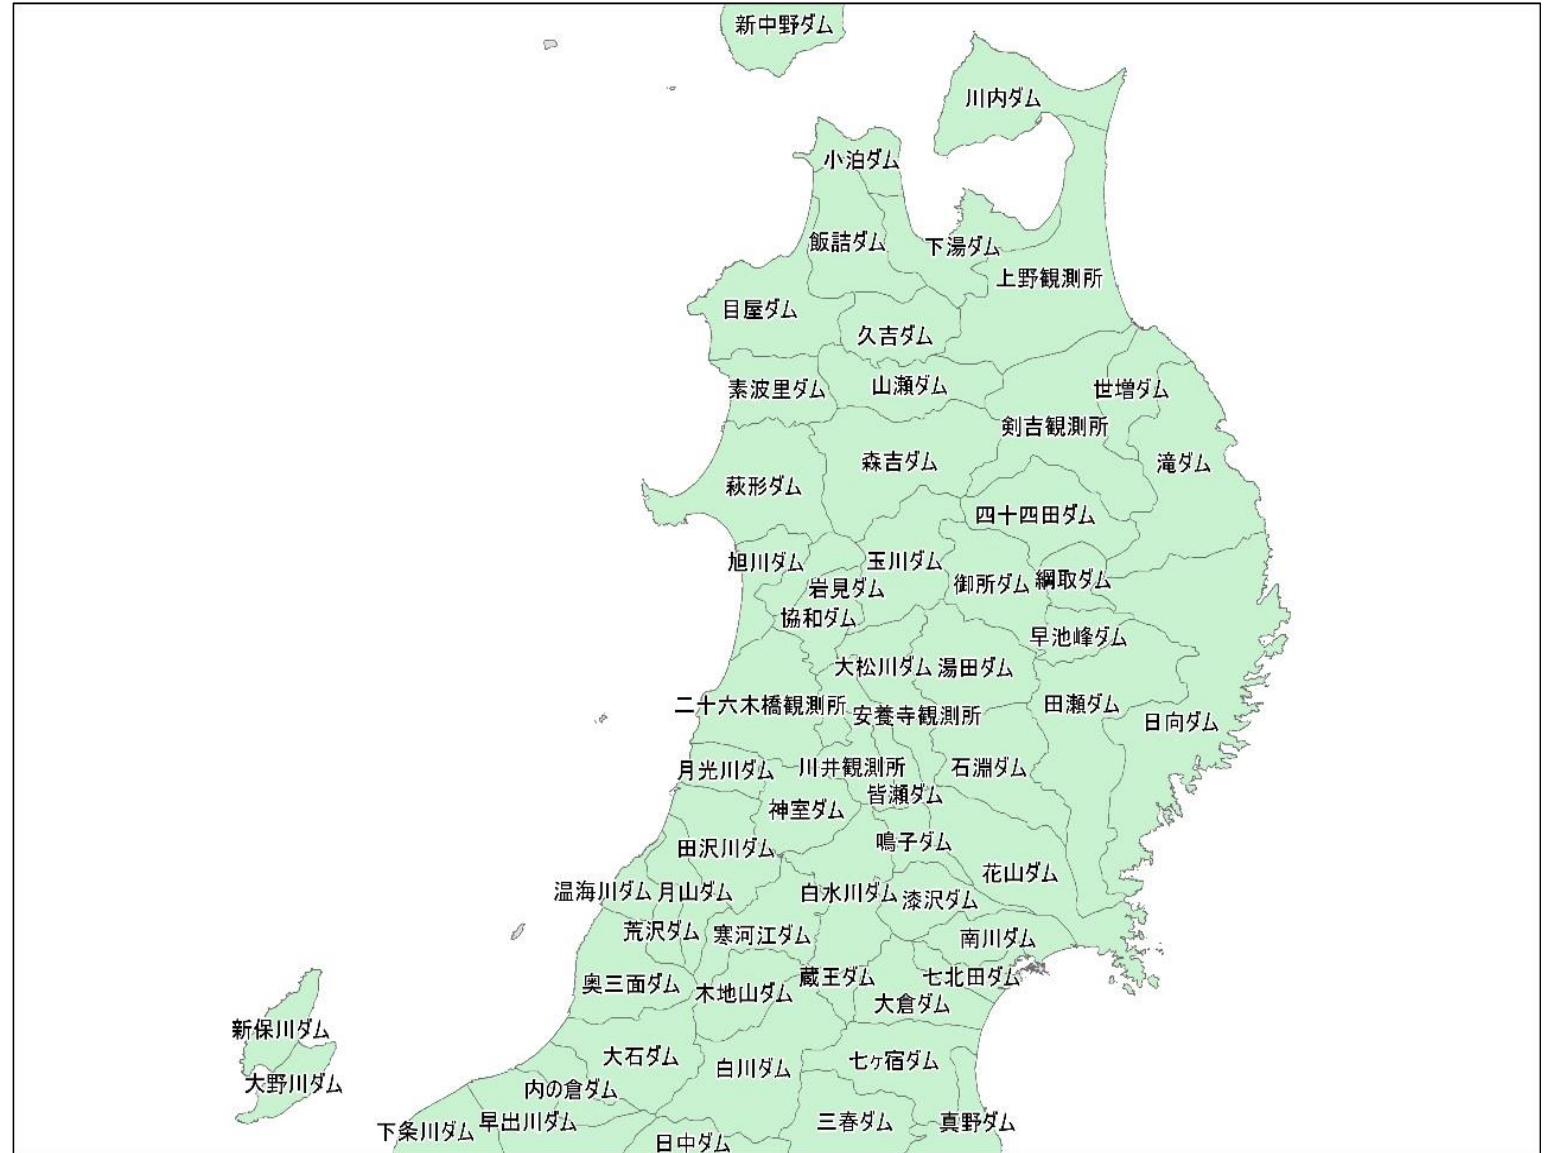 新中野ダム
川内ダム
小泊ダム
飯詰ダム
下湯ダム
上野観測所
目屋ダム
久吉ダム
素波里ダム
山瀬ダム
世増ダム
剣吉観測所
森吉ダム
滝ダム
萩形ダム
四十四田ダム
旭川ダム
玉川ダム
岩見ダム
御所ダム
綱取ダム
協和ダム
早池峰ダム
大松川ダム
湯田ダム
二十六木橋観測所
安養寺観測所
田瀬ダム
日向ダム
月光川ダム
川井観測所
石淵ダム
皆瀬ダム
神室ダム
田沢川ダム
鳴子ダム
花山ダム
温海川ダム
月山ダム
白水川ダム
漆沢ダム
荒沢ダム
寒河江ダム
南川ダム
奥三面ダム
木地山ダム
蔵王ダム
七北田ダム
大倉ダム
新保川ダム
大野川ダム
大石ダム
白川ダム
七ヶ宿ダム
内の倉ダム
下条川ダム
早出川ダム
日中ダム
三春ダム
真野ダム